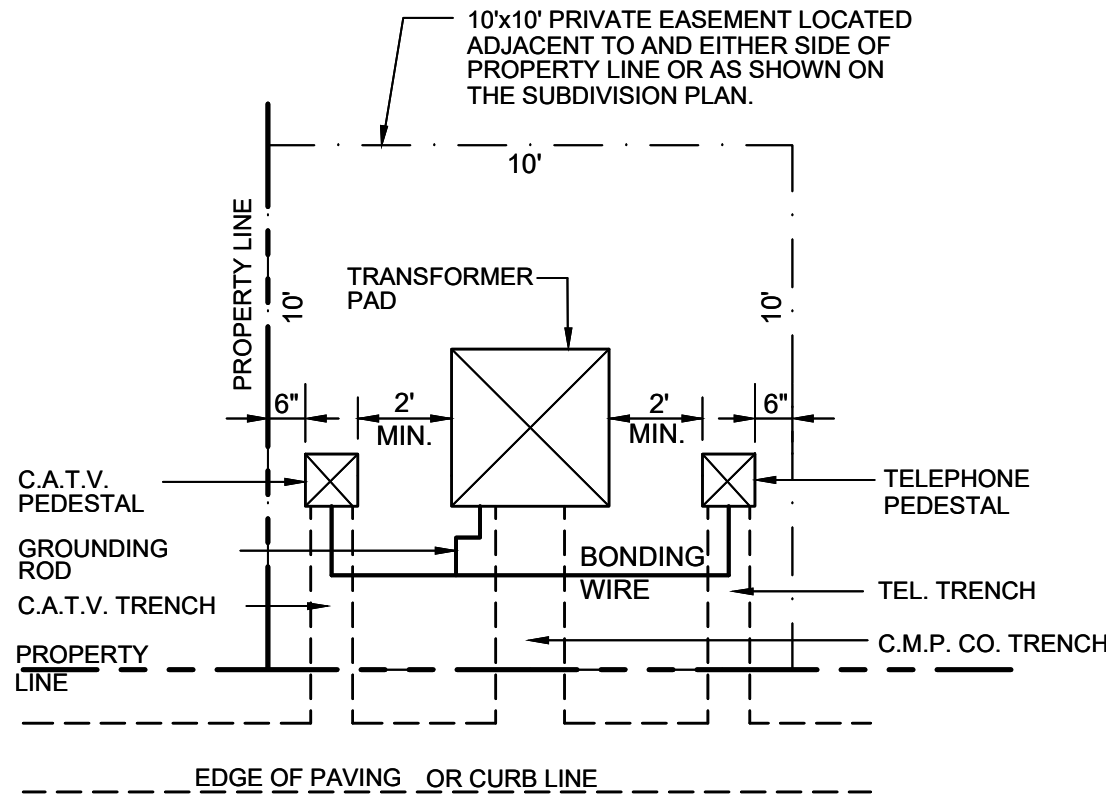 10'x10' PRIVATE EASEMENT LOCATED
ADJACENT TO AND EITHER SIDE OF
PROPERTY LINE OR AS SHOWN ON
THE SUBDIVISION PLAN.
10'
PROPERTY LINE
10'
10'
TRANSFORMER
PAD
6"
2'
MIN.
2'
MIN.
6"
C.A.T.V.
PEDESTAL
TELEPHONE
PEDESTAL
GROUNDING
ROD
BONDING
WIRE
C.A.T.V. TRENCH
TEL. TRENCH
C.M.P. CO. TRENCH
PROPERTY
LINE
EDGE OF PAVING OR CURB LINE